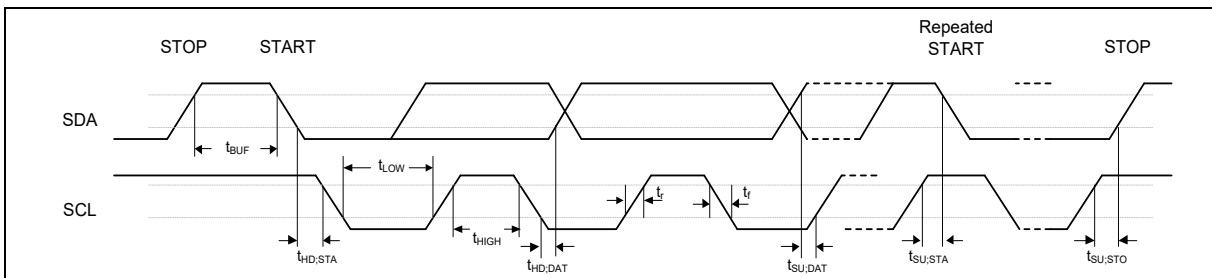 Repeated
STOP START START STOP
SDA
tBUF
tLOW
SCL
tr tf
tHIGH
tHD;STA tHD;DAT tSU;DAT tSU;STA tSU;STO